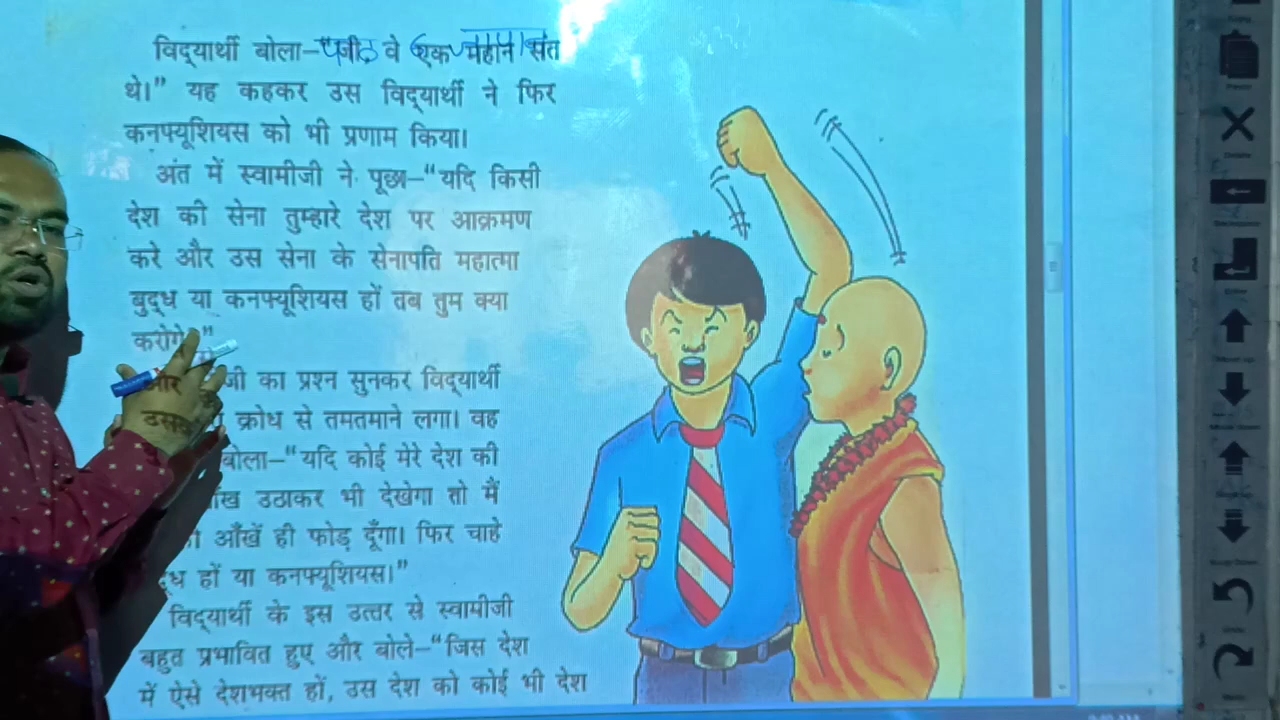 विद्यार्थी बोला–"जी वे एक महान संत
थे।" यह कहकर उस विद्यार्थी ने फिर
कनफ्यूशियस को भी प्रणाम किया।
अंत में स्वामीजी ने पूछा–"यदि किसी
देश की सेना तुम्हारे देश पर आक्रमण
करे और उस सेना के सेनापति महात्मा
बुद्ध या कनफ्यूशियस हों तब तुम क्या
करोगे
जी का प्रश्न सुनकर विद्यार्थी
क्रोध से तमतमाने लगा। वह
बोला–"यदि कोई मेरे देश की
उठाकर भी देखेगा तो मैं
आँखें ही फोड़ दूँगा। फिर चाहे
हों या कनफ्यूशियस।"
विद्यार्थी के इस उत्तर से स्वामीजी
बहुत प्रभावित हुए और बोले–"जिस देश
में ऐसे देशभक्त हों, उस देश को कोई भी देश